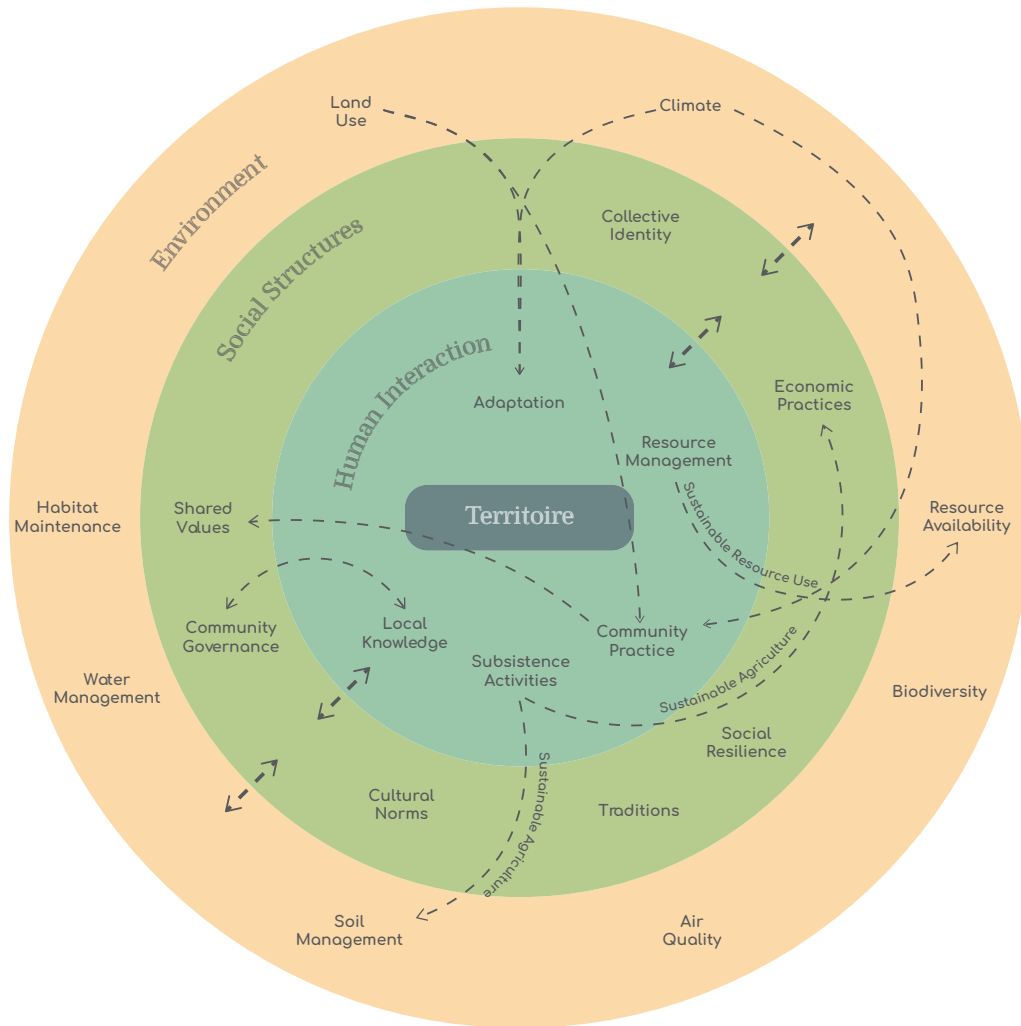 Land
Use
Climate
Environment
Social Structures
Collective
Identity
Human Interaction
Economic
Practices
Adaptation
Resource
Management
Sustainable Resource Use
Habitat
Maintenance
Shared
Values
Territoire
Resource
Availability
Community
Governance
Local
Knowledge
Community
Practice
Subsistence
Activities
Sustainable Agriculture
Water
Management
Biodiversity
Social
Resilience
Sustainable Agriculture
Cultural
Norms
Traditions
Soil
Management
Air
Quality